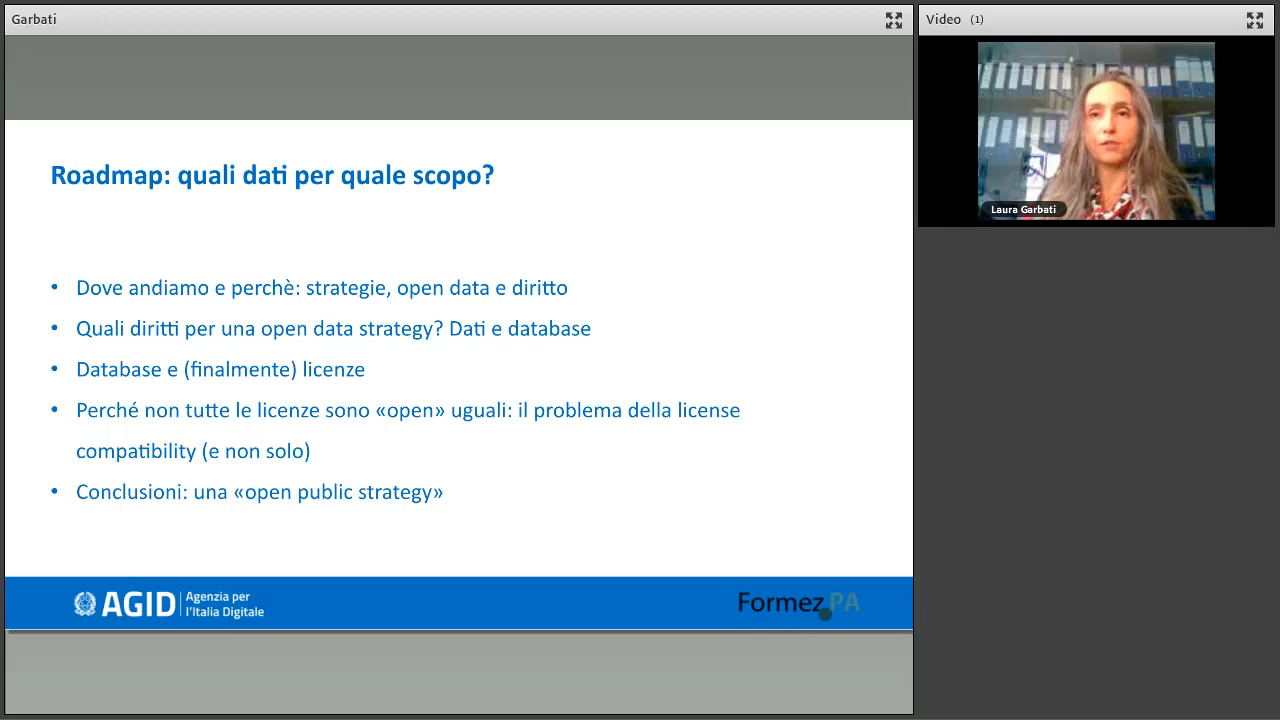 Garbati
Video (1)
Laura Garbati
Roadmap: quali dati per quale scopo?
• Dove andiamo e perchè: strategie, open data e diritto
• Quali diritti per una open data strategy? Dati e database
• Database e (finalmente) licenze
• Perché non tutte le licenze sono «open» uguali: il problema della license
compatibility (e non solo)
• Conclusioni: una «open public strategy»
AGID
Agenzia per
l'Italia Digitale
Formez PA